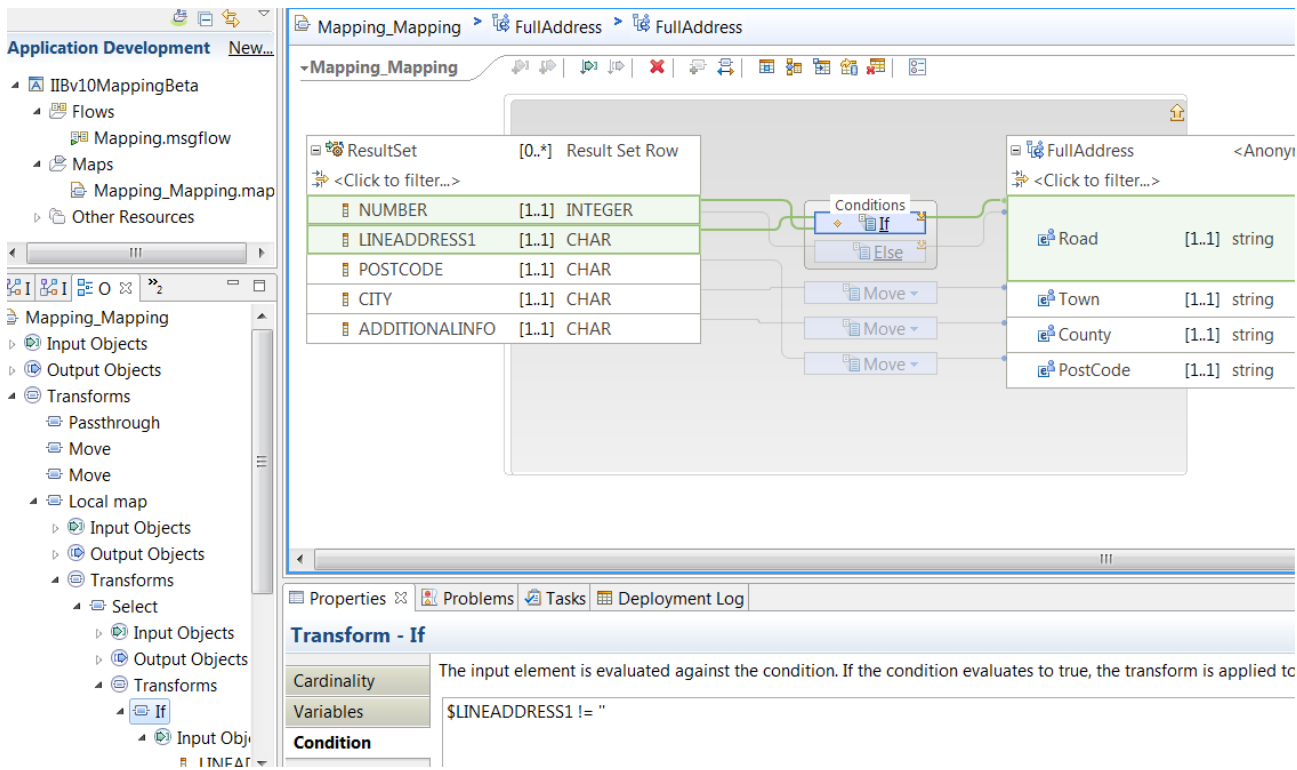 Application Development New...
IIBv10MappingBeta
Flows
Mapping.msgflow
Maps
Mapping_Mapping.map
Other Resources
I I O 2
Mapping_Mapping
Input Objects
Output Objects
Transforms
Passthrough
Move
Move
Local map
Input Objects
Output Objects
Transforms
Select
Input Objects
Output Objects
Transforms
If
Input Obj
LINEAD
Mapping_Mapping > FullAddress > FullAddress
Mapping_Mapping
ResultSet [0..*] Result Set Row
<Click to filter...>
NUMBER [1..1] INTEGER
LINEADDRESS1 [1..1] CHAR
POSTCODE [1..1] CHAR
CITY [1..1] CHAR
ADDITIONALINFO [1..1] CHAR
Conditions
If
Else
Move
Move
Move
FullAddress <Anonyr
<Click to filter...>
Road [1..1] string
Town [1..1] string
County [1..1] string
PostCode [1..1] string
Properties Problems Tasks Deployment Log
Transform - If
Cardinality
Variables
Condition
The input element is evaluated against the condition. If the condition evaluates to true, the transform is applied to
$LINEADDRESS1 != ''